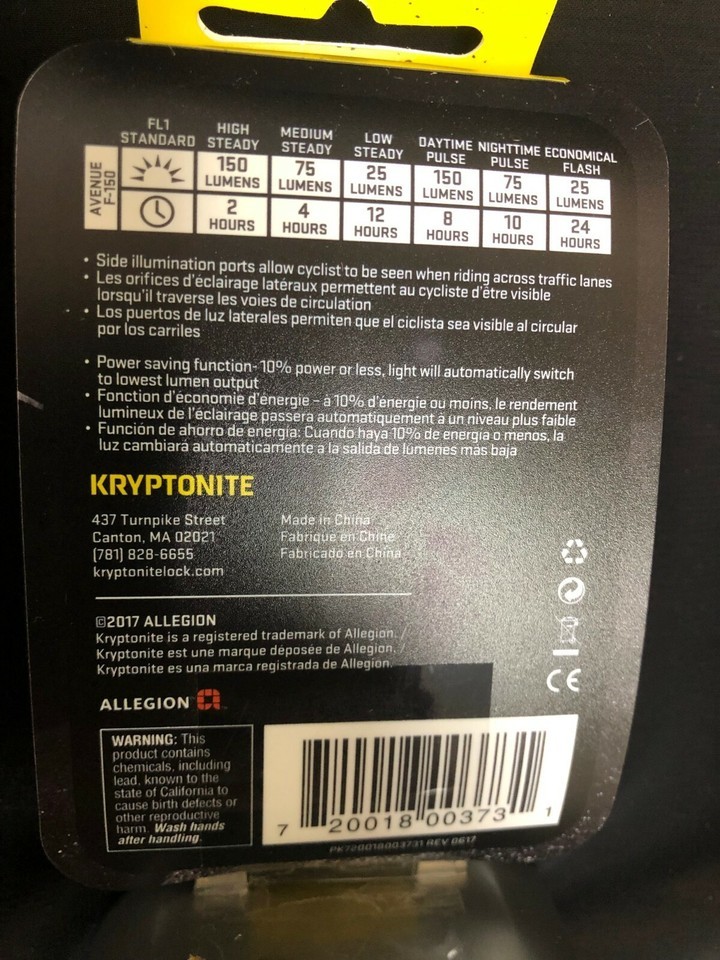 FL1 STANDARD
HIGH STEADY
MEDIUM STEADY
LOW STEADY
DAYTIME PULSE
NIGHTTIME PULSE
ECONOMICAL FLASH
AVENUE F-150
150 LUMENS
75 LUMENS
25 LUMENS
150 LUMENS
75 LUMENS
25 LUMENS
2 HOURS
4 HOURS
12 HOURS
8 HOURS
10 HOURS
24 HOURS
• Side illumination ports allow cyclist to be seen when riding across traffic lanes
• Les orifices d'éclairage latéraux permettent au cycliste d'être visible
lorsqu'il traverse les voies de circulation
• Los puertos de luz laterales permiten que el ciclista sea visible al circular
por los carriles
• Power saving function- 10% power or less, light will automatically switch
to lowest lumen output
• Fonction d'économie d'énergie – à 10% d'énergie ou moins, le rendement
lumineux de l'éclairage passera automatiquement à un niveau plus faible
• Función de ahorro de energía: Cuando haya 10% de energía o menos, la
luz cambiará automáticamente a la salida de lúmenes más baja
KRYPTONITE
437 Turnpike Street
Canton, MA 02021
(781) 828-6655
kryptonitelock.com
Made in China
Fabriqué en Chine
Fabricado en China
©2017 ALLEGION
Kryptonite is a registered trademark of Allegion. /
Kryptonite est une marque déposée de Allegion. /
Kryptonite es una marca registrada de Allegion.
ALLEGION
CE
WARNING: This
product contains
chemicals, including
lead, known to the
state of California to
cause birth defects or
other reproductive
harm. Wash hands
after handling.
7 20018 00373 1
PK720018003731 REV 0617